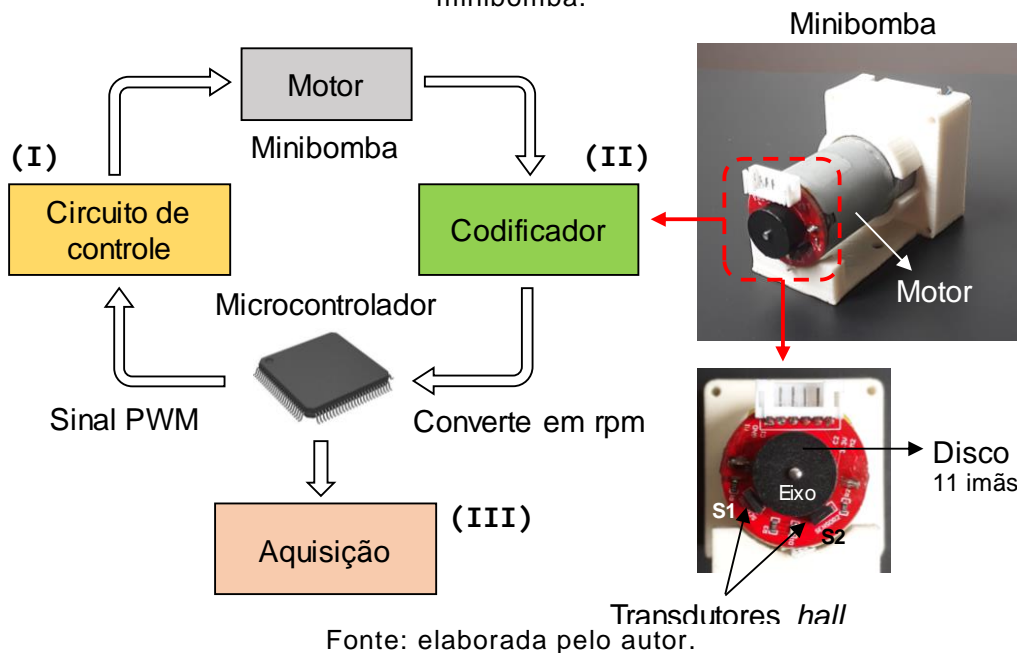 minibomba.
Minibomba
Motor
Minibomba
(I)
(II)
Circuito de
controle
Codificador
Motor
Microcontrolador
Sinal PWM
Converte em rpm
Disco
11 imãs
Eixo
S1
S2
(III)
Aquisição
Transdutores hall
Fonte: elaborada pelo autor.